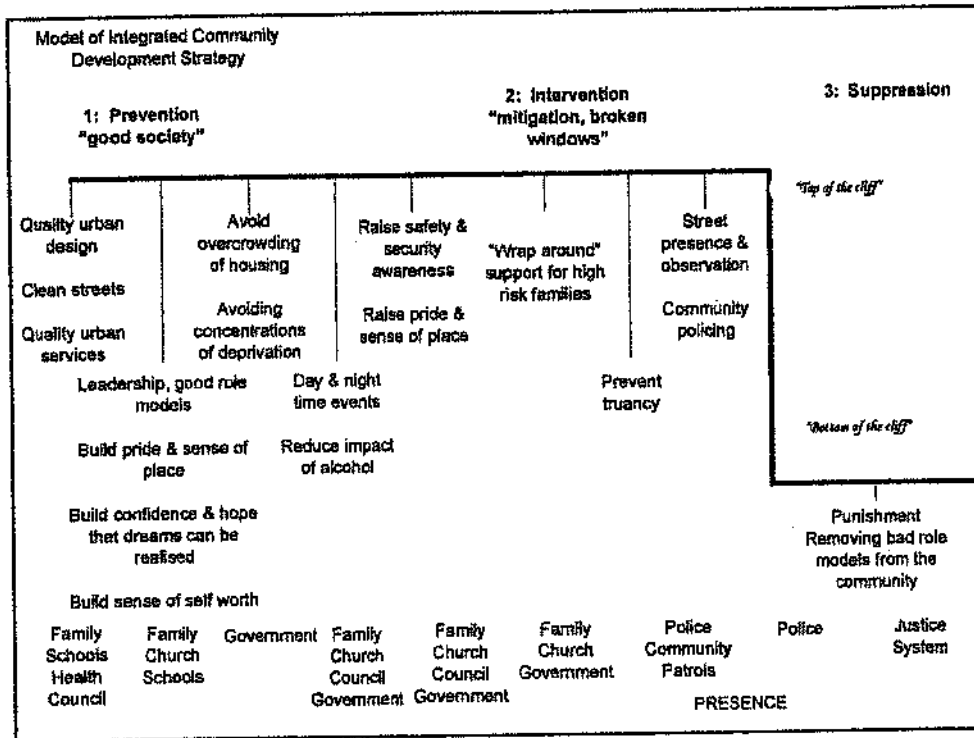 Model of Integrated Community
Development Strategy
1: Prevention
"good society"
2: Intervention
"mitigation, broken
windows"
3: Suppression
"Top of the cliff"
Quality urban
design
Clean streets
Quality urban
services
Avoid
overcrowding
of housing
Avoiding
concentrations
of deprivation
Raise safety &
security
awareness
Raise pride &
sense of place
"Wrap around"
support for high
risk families
Street
presence &
observation
Community
policing
Leadership, good role
models
Build pride & sense of
place
Build confidence & hope
that dreams can be
realised
Build sense of self worth
Day & night
time events
Reduce impact
of alcohol
Prevent
truancy
"Bottom of the cliff"
Punishment
Removing bad role
models from the
community
Family
Schools
Health
Council
Family
Church
Schools
Government
Family
Church
Council
Government
Family
Church
Council
Government
Family
Church
Government
Police
Community
Patrols
Police
Justice
System
PRESENCE